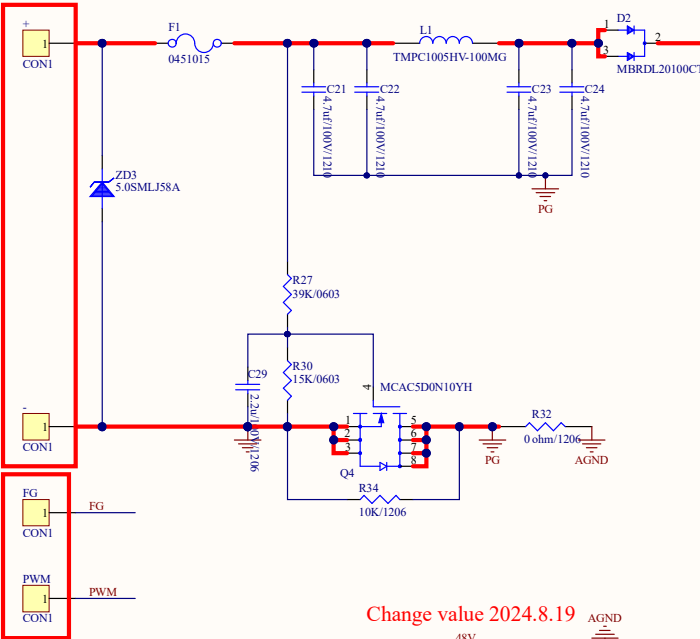 +
1
CON1
F1
0451015
L1
TMPC1005HV-100MG
D2
1
2
3
MBRDL20100CT
C21
4.7uf/100V/1210
C22
4.7uf/100V/1210
C23
4.7uf/100V/1210
C24
4.7uf/100V/1210
PG
ZD3
5.0SMLJ58A
R27
39K/0603
R30
15K/0603
C29
4
MCAC5D0N10YH
-
1
CON1
1
2
3
5
6
7
8
Q4
R34
10K/1206
PG
R32
0 ohm/1206
AGND
FG
1
CON1
FG
PWM
1
CON1
PWM
Change value 2024.8.19
AGND
48V